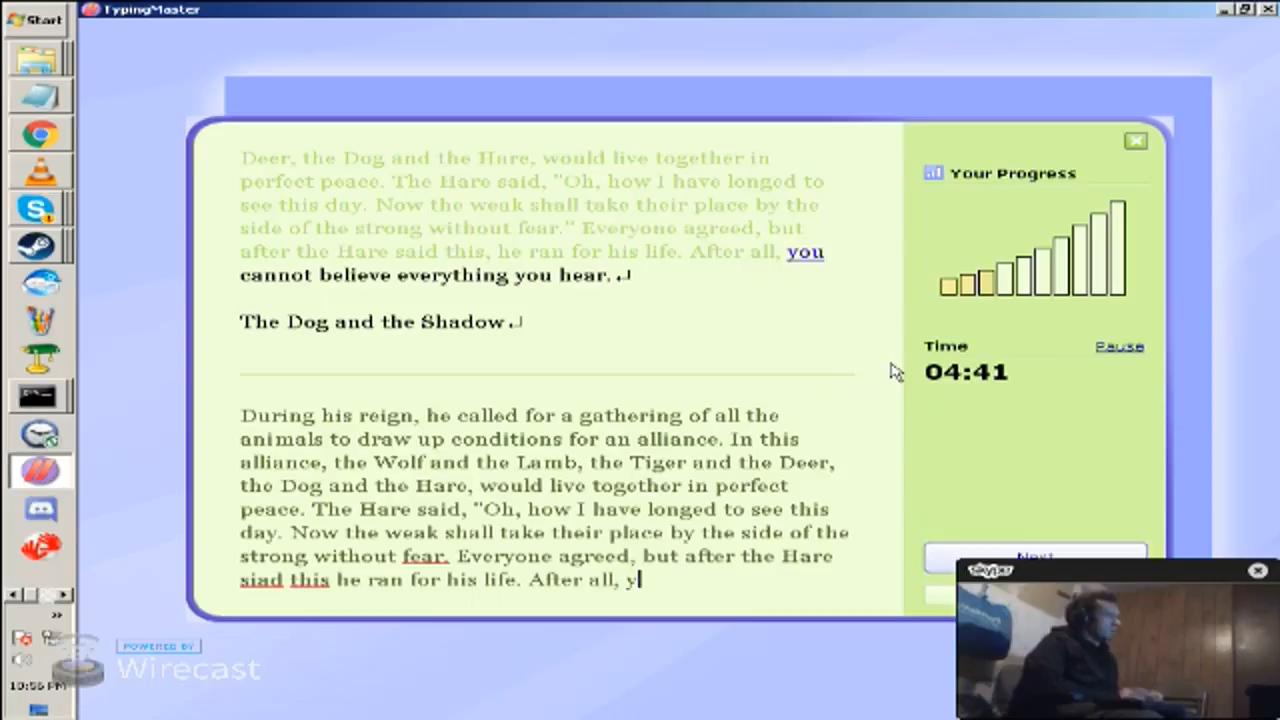 Start
TypingMaster
Deer, the Dog and the Hare, would live together in
perfect peace. The Hare said, "Oh, how I have longed to
see this day. Now the weak shall take their place by the
side of the strong without fear." Everyone agreed, but
after the Hare said this, he ran for his life. After all, you
cannot believe everything you hear.
The Dog and the Shadow
During his reign, he called for a gathering of all the
animals to draw up conditions for an alliance. In this
alliance, the Wolf and the Lamb, the Tiger and the Deer,
the Dog and the Hare, would live together in perfect
peace. The Hare said, "Oh, how I have longed to see this
day. Now the weak shall take their place by the side of the
strong without fear. Everyone agreed, but after the Hare
siad this he ran for his life. After all, y
Your Progress
Time Pause
04:41
Next
skype
POWERED BY
Wirecast
10:56 PM